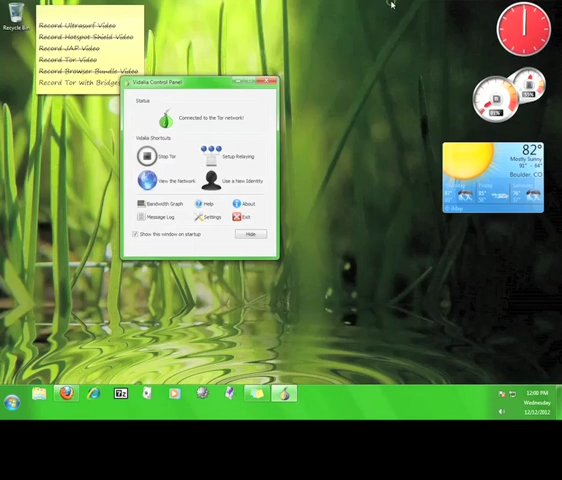 Recycle Bin
Record Ultrasurf Video
Record Hotspot Shield Video
Record JAP Video
Record Tor Video
Record Browser Bundle Video
Record Tor With Bridges
Vidalia Control Panel
Status
Connected to the Tor network!
Vidalia Shortcuts
Stop Tor
Setup Relaying
View the Network
Use a New Identity
Bandwidth Graph
Help
About
Message Log
Settings
Exit
Show this window on startup
Hide
82°
Mostly Sunny
Boulder, CO
12:00 PM
Wednesday
12/12/2012